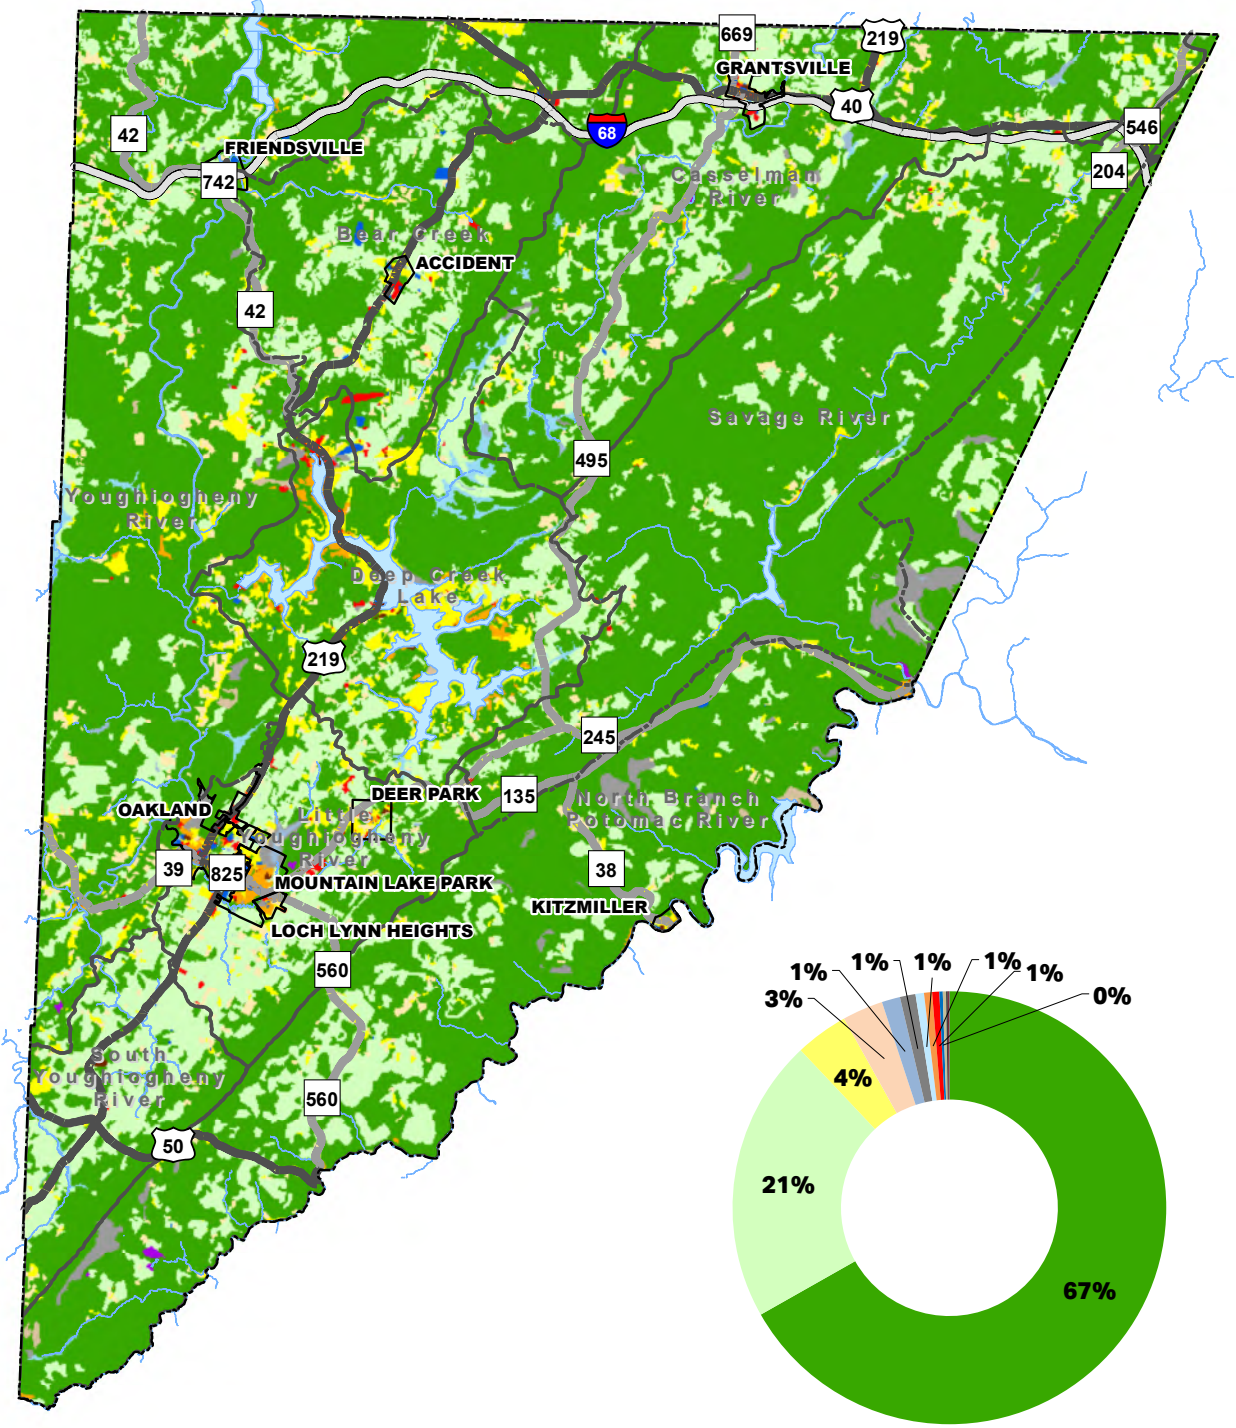 669
219
GRANTSVILLE
40
68
42
546
FRIENDSVILLE
742
204
Casselman
River
Bear Creek
ACCIDENT
42
Savage River
495
Youghiogheny
River
Deep Creek
Lake
219
245
DEER PARK
135
North Branch
Potomac River
OAKLAND
Little
Youghiogheny
River
39
825
38
MOUNTAIN LAKE PARK
KITZMILLER
LOCH LYNN HEIGHTS
560
South
Youghiogheny
River
560
50
1%
1%
1%
1%
1%
3%
0%
4%
21%
67%